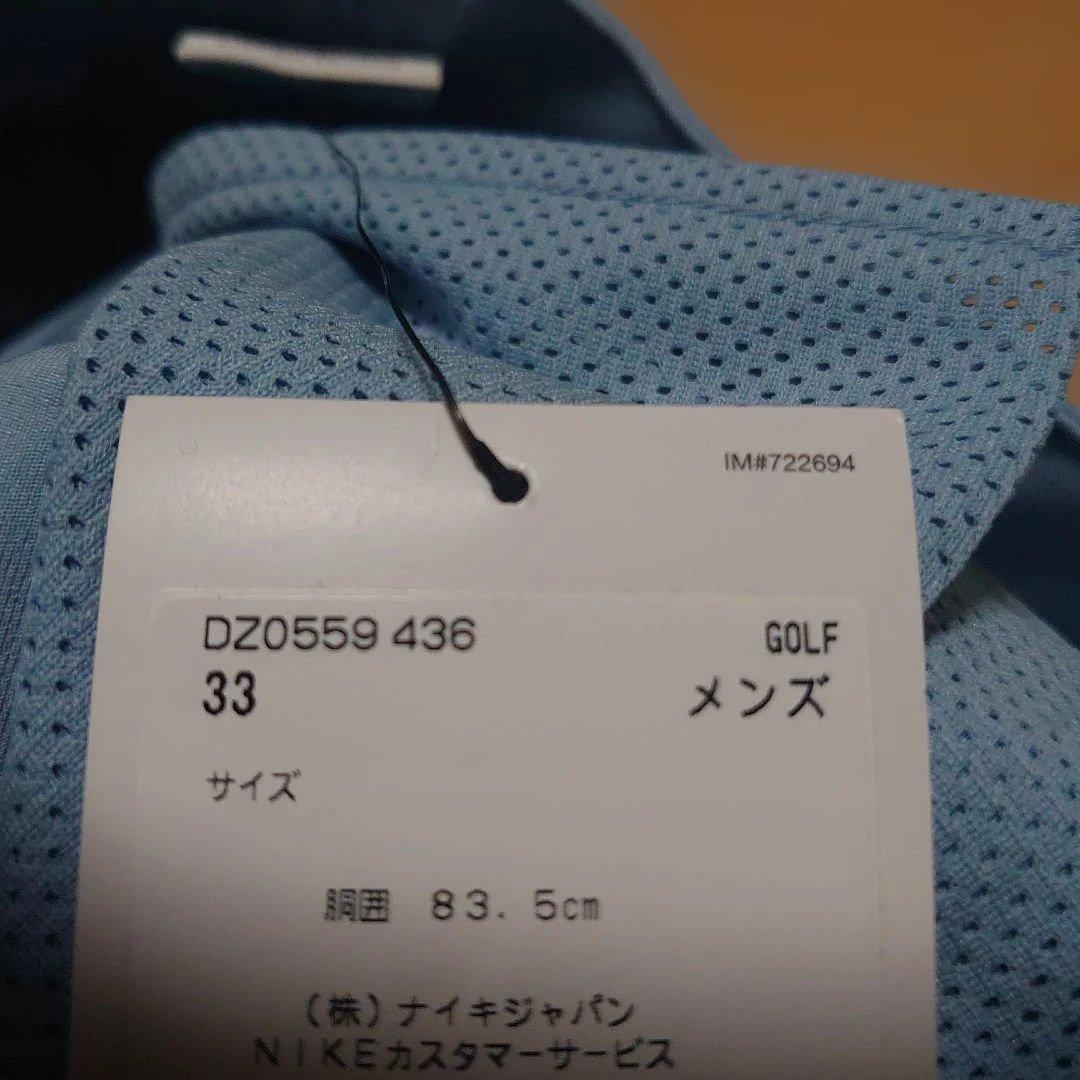 IM#722694
DZ0559 436 GOLF
33 メンズ
サイズ
胴囲 83.5cm
(株)ナイキジャパン
NIKEカスタマーサービス